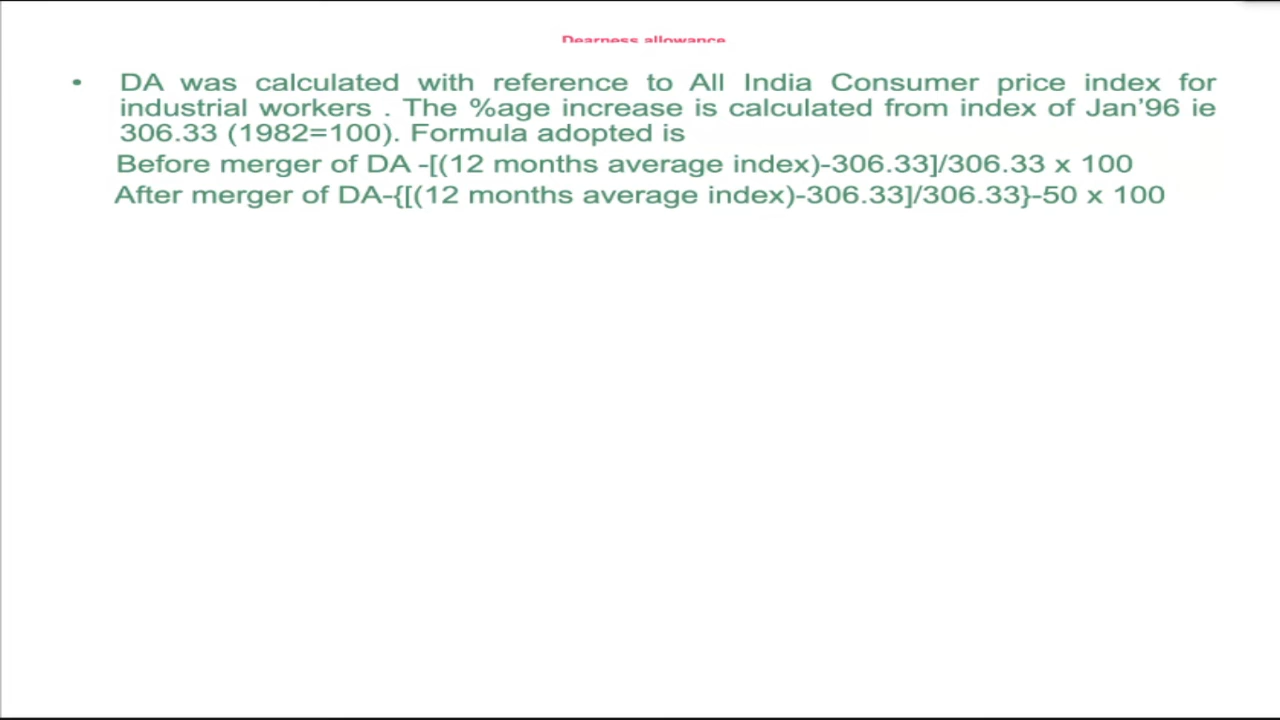 Dearness allowance
• DA was calculated with reference to All India Consumer price index for
industrial workers . The %age increase is calculated from index of Jan’96 ie
306.33 (1982=100). Formula adopted is
Before merger of DA -[(12 months average index)-306.33]/306.33 x 100
After merger of DA-{[(12 months average index)-306.33]/306.33}-50 x 100